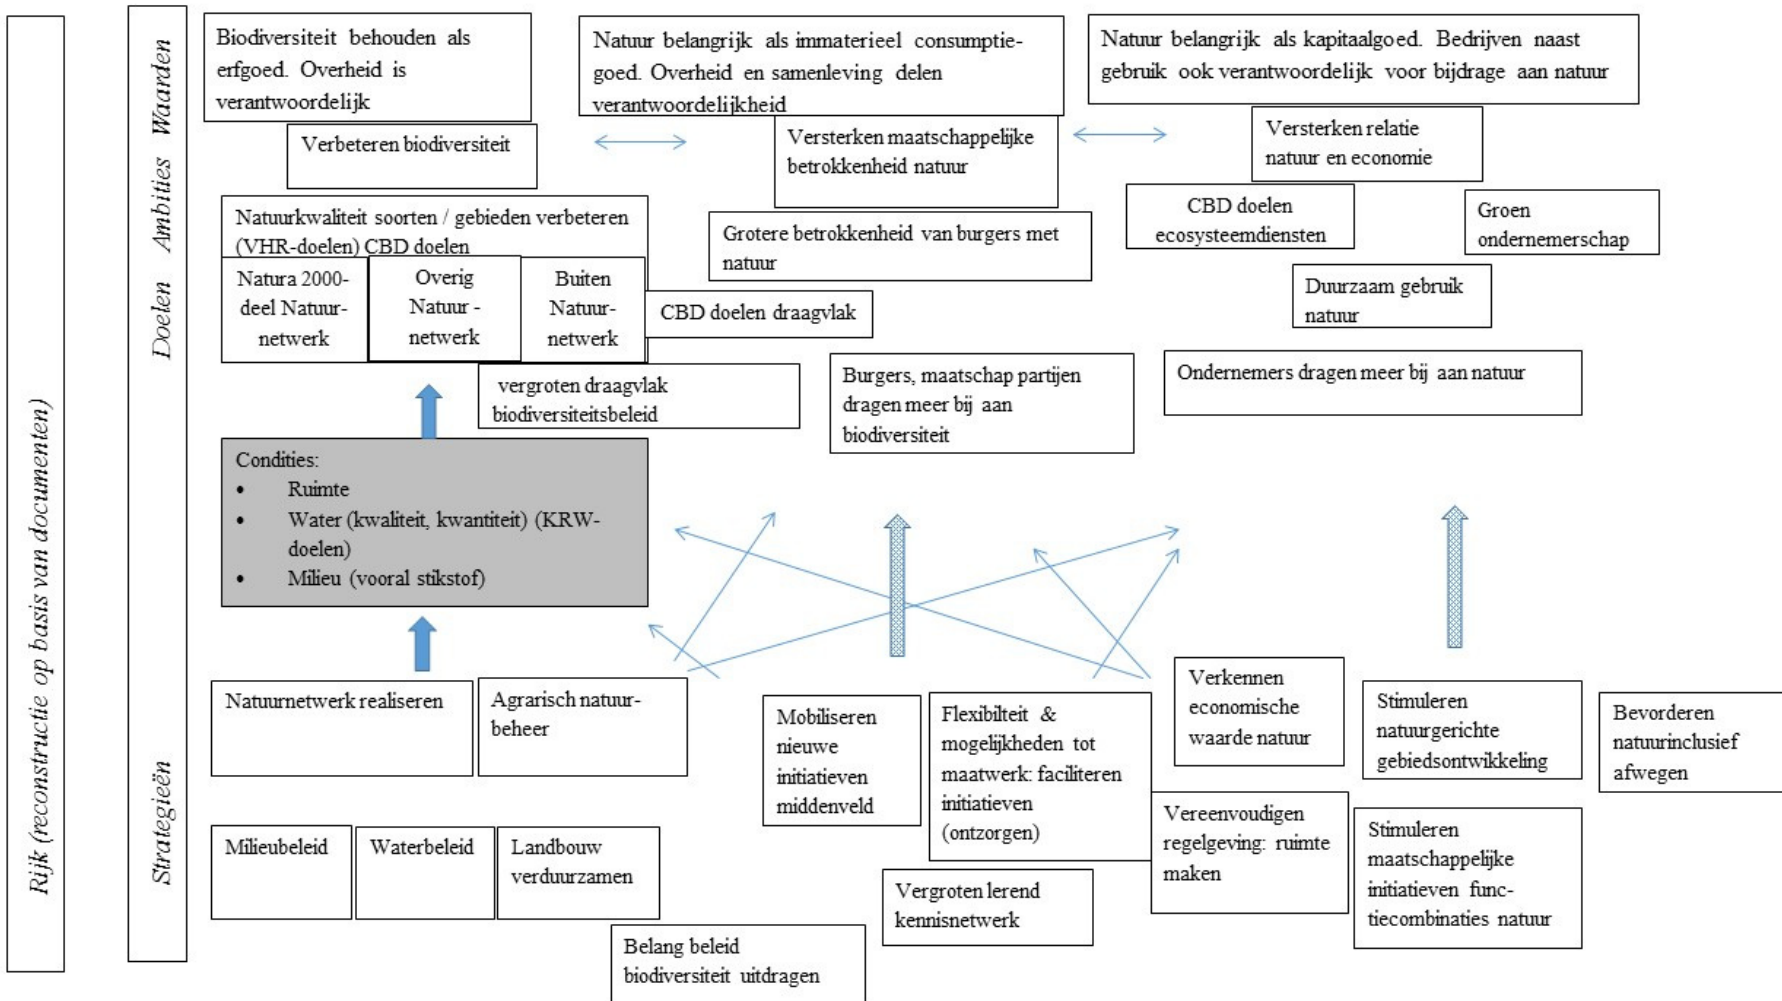 Rijk (reconstructie op basis van documenten)
Waarden
Ambities
Doelen
Strategieën
Biodiversiteit behouden als
erfgoed. Overheid is
verantwoordelijk
Natuur belangrijk als immaterieel consumptie-
goed. Overheid en samenleving delen
verantwoordelijkheid
Natuur belangrijk als kapitaalgoed. Bedrijven naast
gebruik ook verantwoordelijk voor bijdrage aan natuur
Verbeteren biodiversiteit
Versterken maatschappelijke
betrokkenheid natuur
Versterken relatie
natuur en economie
Natuurkwaliteit soorten / gebieden verbeteren
(VHR-doelen) CBD doelen
Natura 2000-
deel Natuur-
netwerk
Overig
Natuur -
netwerk
Buiten
Natuur-
netwerk
Grotere betrokkenheid van burgers met
natuur
CBD doelen draagvlak
CBD doelen
ecosysteemdiensten
Groen
ondernemerschap
Duurzaam gebruik
natuur
vergroten draagvlak
biodiversiteitsbeleid
Burgers, maatschap partijen
dragen meer bij aan
biodiversiteit
Ondernemers dragen meer bij aan natuur
Condities:
• Ruimte
• Water (kwaliteit, kwantiteit) (KRW-
doelen)
• Milieu (vooral stikstof)
Natuurnetwerk realiseren
Agrarisch natuur-
beheer
Mobiliseren
nieuwe
initiatieven
middenveld
Flexibilteit &
mogelijkheden tot
maatwerk: faciliteren
initiatieven
(ontzorgen)
Verkennen
economische
waarde natuur
Stimuleren
natuurgerichte
gebiedsontwikkeling
Bevorderen
natuurinclusief
afwegen
Milieubeleid
Waterbeleid
Landbouw
verduurzamen
Vereenvoudigen
regelgeving: ruimte
maken
Stimuleren
maatschappelijke
initiatieven func-
tiecombinaties natuur
Vergroten lerend
kennisnetwerk
Belang beleid
biodiversiteit uitdragen